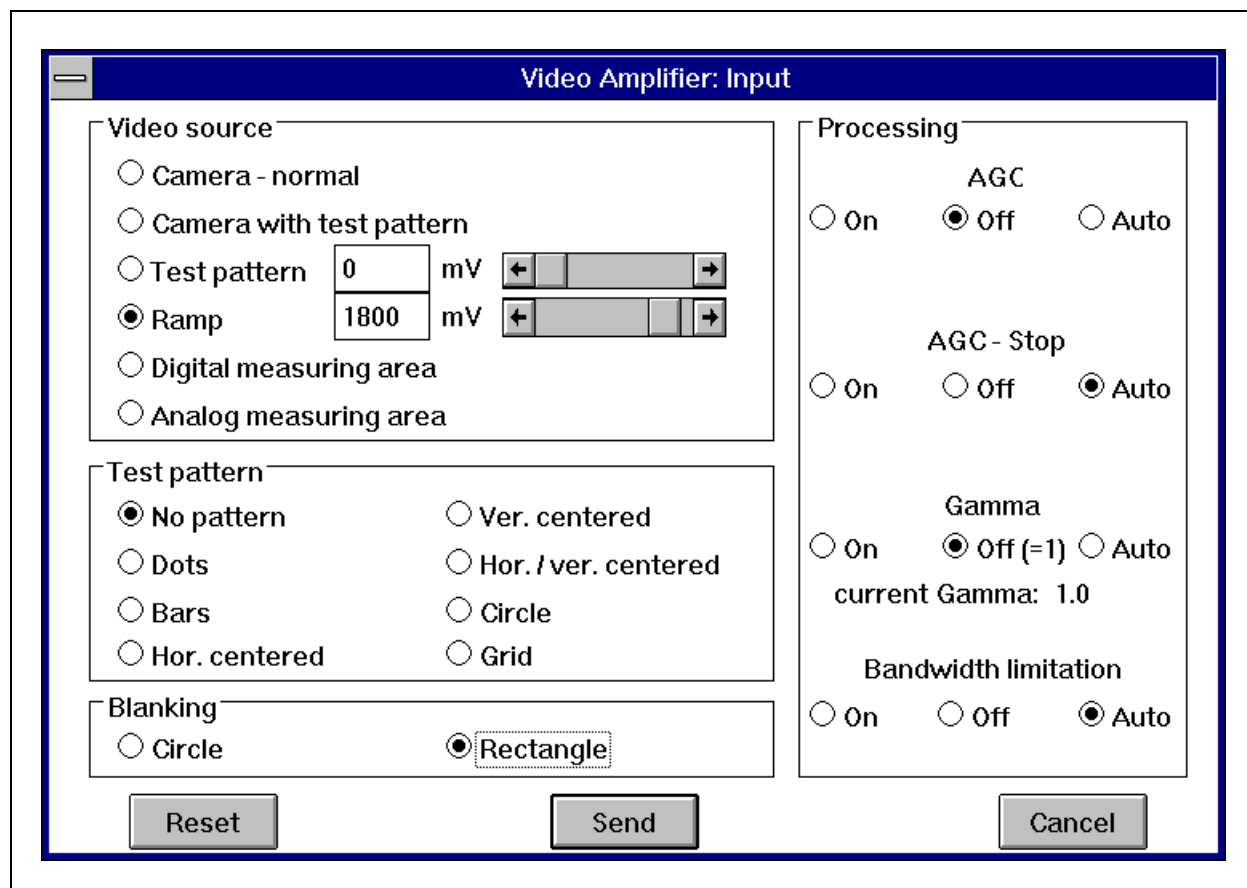 Video Amplifier: Input
Video source
Camera - normal
Camera with test pattern
Test pattern 0 mV
Ramp 1800 mV
Digital measuring area
Analog measuring area
Test pattern
No pattern Ver. centered
Dots Hor. / ver. centered
Bars Circle
Hor. centered Grid
Blanking
Circle Rectangle
Processing
AGC
On Off Auto
AGC - Stop
On Off Auto
Gamma
On Off (=1) Auto
current Gamma: 1.0
Bandwidth limitation
On Off Auto
Reset Send Cancel